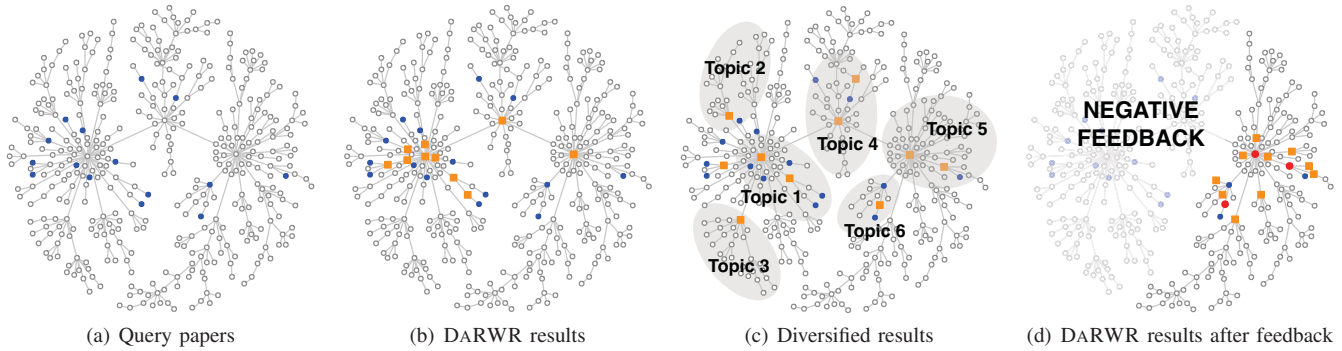 Topic 2
Topic 4
Topic 5
Topic 1
Topic 6
Topic 3
NEGATIVE
FEEDBACK
(a) Query papers
(b) DARWR results
(c) Diversified results
(d) DARWR results after feedback